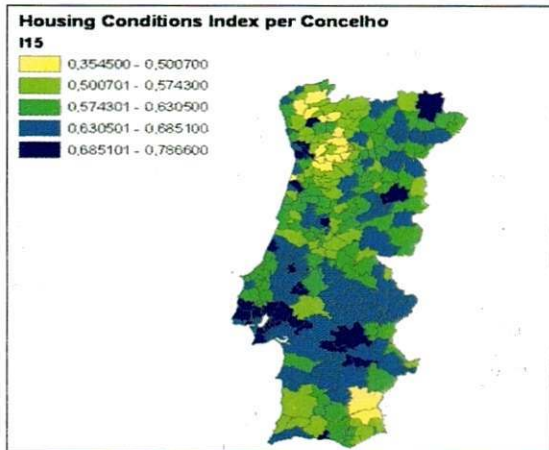 Housing Conditions Index per Concelho
I15
0,354500 - 0,500700
0,500701 - 0,574300
0,574301 - 0,630500
0,630501 - 0,685100
0,685101 - 0,786600